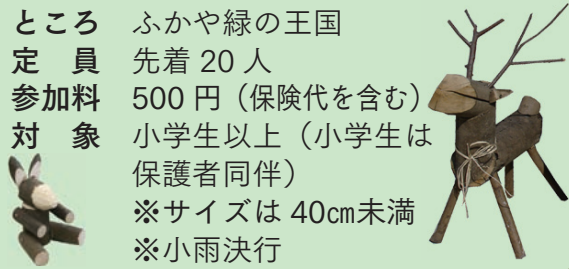 ところ　ふかや緑の王国
定　員　先着 20 人
参加料　500 円（保険代を含む）
対　象　小学生以上（小学生は
保護者同伴）
※サイズは 40㎝未満
※小雨決行